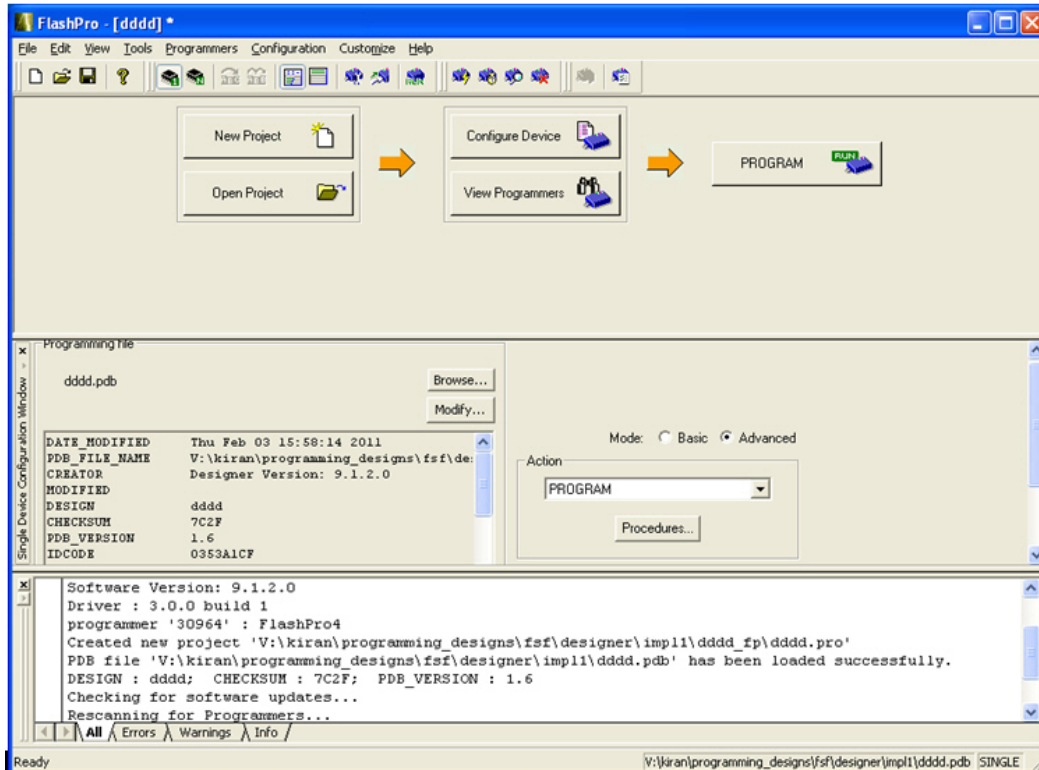 FlashPro - [dddd] *
File Edit View Tools Programmers Configuration Customize Help
New Project
Open Project
Configure Device
View Programmers
PROGRAM
RUN
Single Device Configuration Window
Programming file
dddd.pdb
Browse...
Modify...
DATE_MODIFIED Thu Feb 03 15:58:14 2011
PDB_FILE_NAME V:\kiran\programming_designs\fsf\de
CREATOR Designer Version: 9.1.2.0
MODIFIED
DESIGN dddd
CHECKSUM 7C2F
PDB_VERSION 1.6
IDCODE 0353A1CF
Mode: Basic Advanced
Action
PROGRAM
Procedures...
Software Version: 9.1.2.0
Driver : 3.0.0 build 1
programmer '30964' : FlashPro4
Created new project 'V:\kiran\programming_designs\fsf\designer\impl1\dddd_fp\dddd.pro'
PDB file 'V:\kiran\programming_designs\fsf\designer\impl1\dddd.pdb' has been loaded successfully.
DESIGN : dddd; CHECKSUM : 7C2F; PDB_VERSION : 1.6
Checking for software updates...
Rescanning for Programmers...
All Errors Warnings Info
Ready
V:\kiran\programming_designs\fsf\designer\impl1\dddd.pdb SINGLE